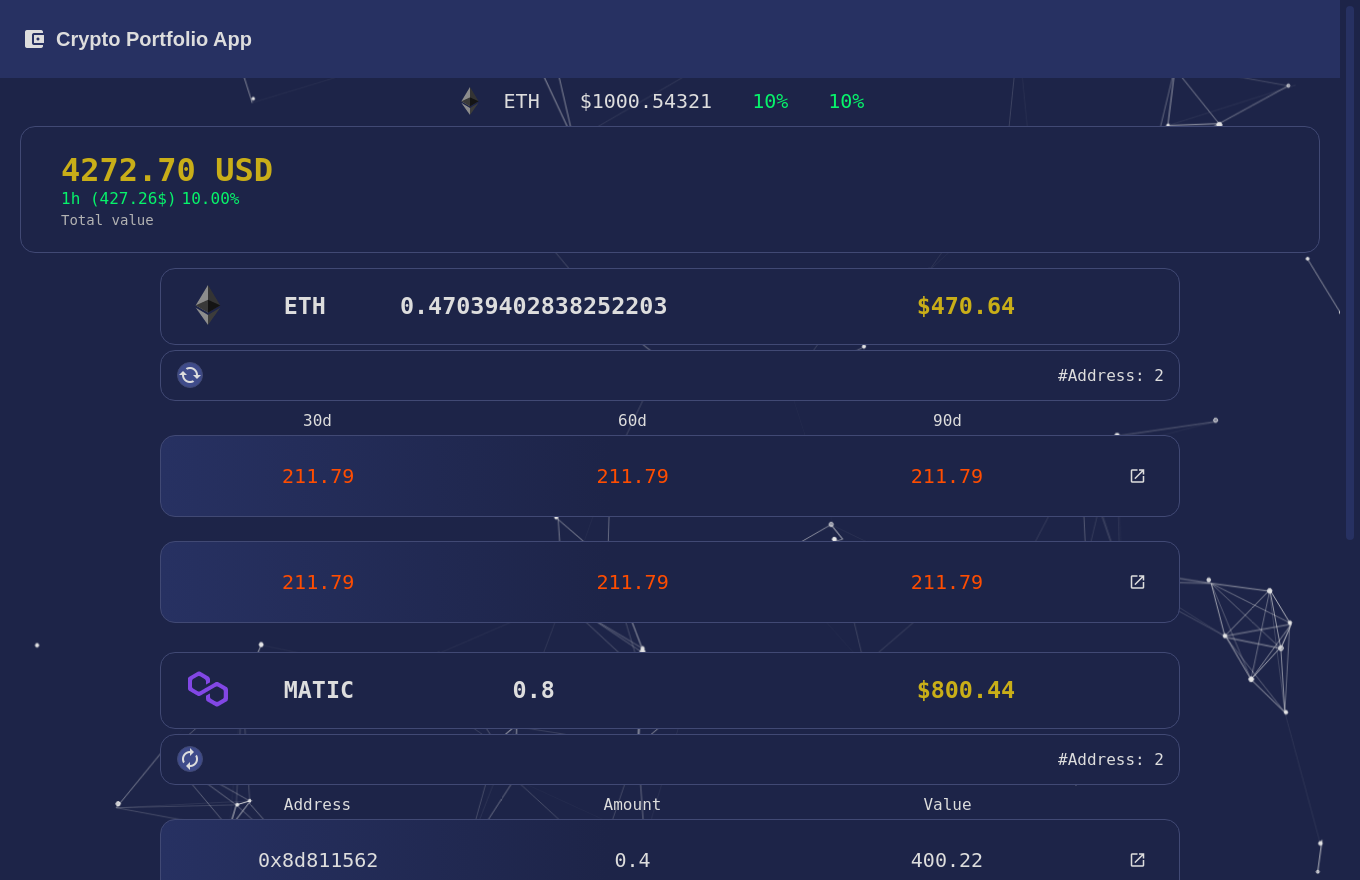 Crypto Portfolio App
ETH $1000.54321 10% 10%
4272.70 USD
1h (427.26$) 10.00%
Total value
ETH 0.47039402838252203 $470.64
#Address: 2
30d 60d 90d
211.79 211.79 211.79
211.79 211.79 211.79
MATIC 0.8 $800.44
#Address: 2
Address Amount Value
0x8d811562 0.4 400.22